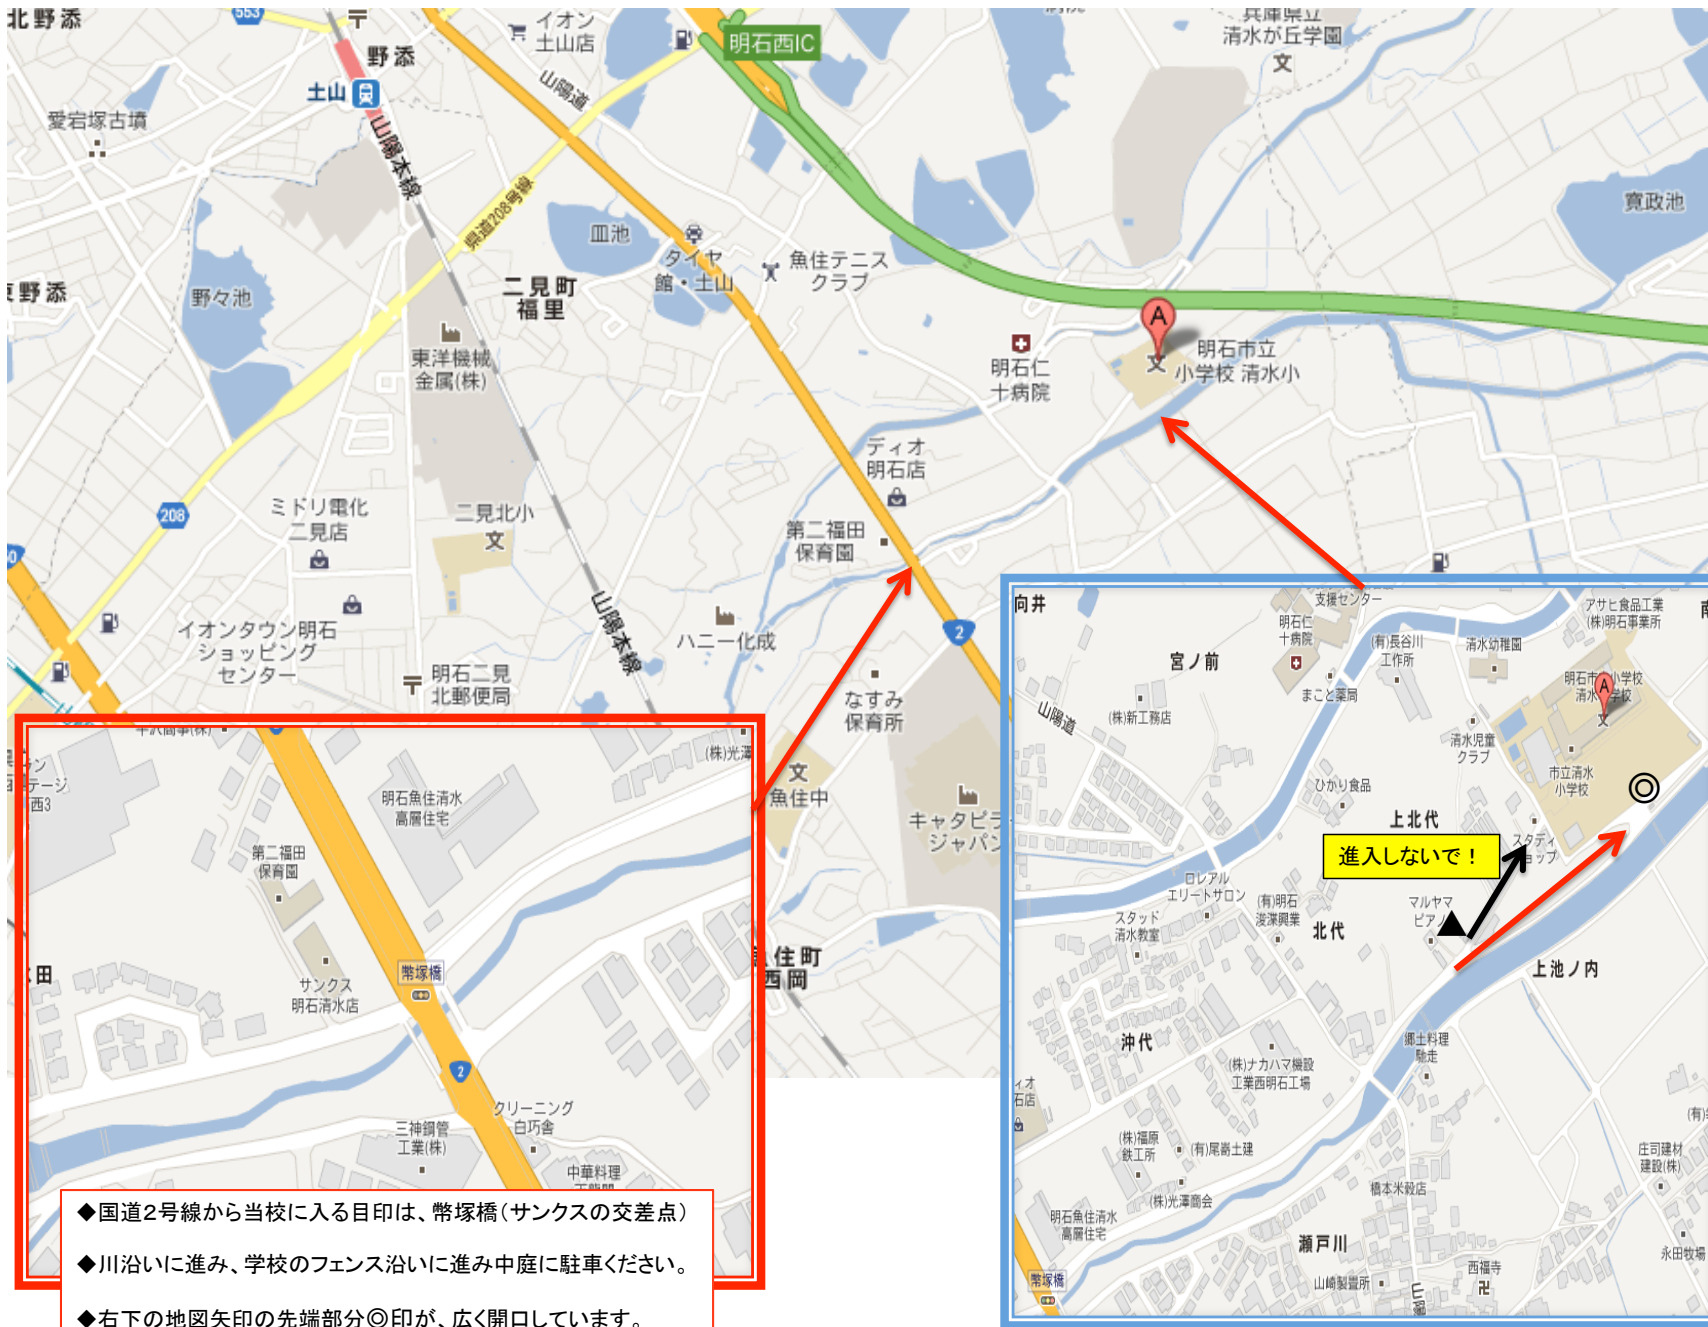 北野添
553
野添
土山
愛宕塚古墳
山陽本線
イオン
土山店
山陽道
明石西IC
兵庫県立
清水が丘学園
文
寛政池
県道208号線
皿池
タイヤ
館・土山
魚住テニス
クラブ
野々池
二見町
福里
東洋機械
金属(株)
明石仁
十病院
A
文
明石市立
小学校 清水小
ディオ
明石店
208
ミドリ電化
二見店
二見北小
文
第二福田
保育園
山陽本線
イオンタウン明石
ショッピング
センター
明石二見
北郵便局
ハニー化成
2
なすみ
保育所
文
魚住中
キャタピラ
ジャパン
魚住町
西岡
(株)光澤
明石魚住清水
高層住宅
第二福田
保育園
サンクス
明石清水店
幣塚橋
2
クリーニング
白巧舎
三神鋼管
工業(株)
中華料理
◆国道2号線から当校に入る目印は、幣塚橋(サンクスの交差点)
◆川沿いに進み、学校のフェンス沿いに進み中庭に駐車ください。
◆右下の地図矢印の先端部分◎印が、広く開口しています。
向井
支援センター
明石仁
十病院
アサヒ食品工業
(株)明石事業所
(有)長谷川
工作所
清水幼稚園
宮ノ前
まこと薬局
(株)新工務店
山陽道
A
文
清水児童
クラブ
市立清水
小学校
◎
ひかり食品
上北代
進入しないで!
スタディ
ョップ
ロレアル
エリートサロン
(有)明石
浚渫興業
マルヤマ
ピアノ
スタッド
清水教室
北代
上池ノ内
沖代
郷土料理
馳走
(株)ナカハマ機設
工業西明石工場
(株)福原
鉄工所
(有)尾嵜土建
庄司建材
建設(株)
橋本米穀店
(株)光澤商会
明石魚住清水
高層住宅
瀬戸川
永田牧場
幣塚橋
山崎製畳所
西福寺